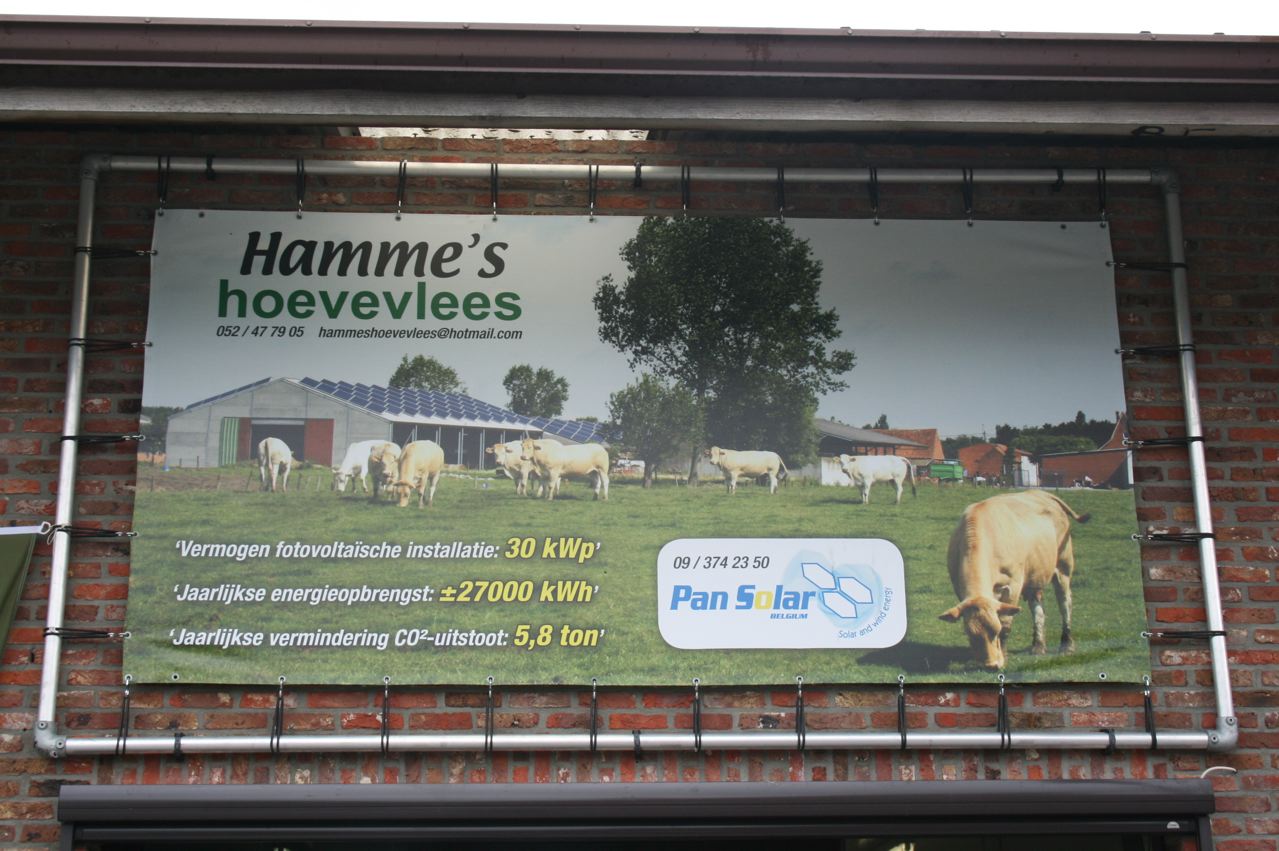 Hamme's
hoevevlees
052 / 47 79 05 hammeshoevevlees@hotmail.com
‘Vermogen fotovoltaïsche installatie: 30 kWp’
‘Jaarlijkse energieopbrengst: ±27000 kWh’
‘Jaarlijkse vermindering CO²-uitstoot: 5,8 ton’
09 / 374 23 50
Pan Solar
BELGIUM
Solar and wind energy